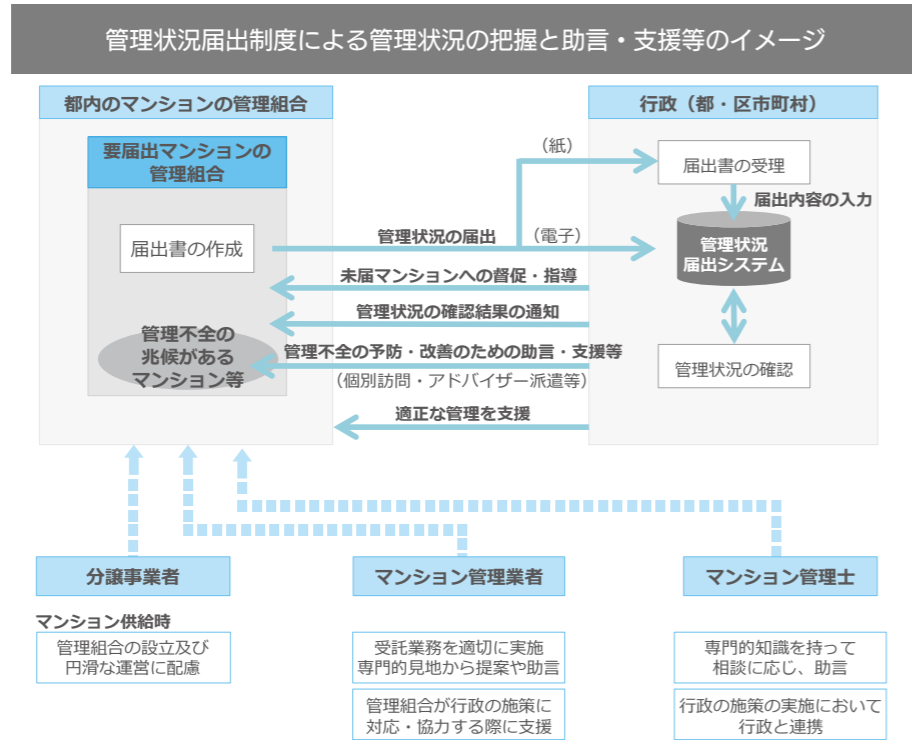 管理状況届出制度による管理状況の把握と助言・支援等のイメージ
都内のマンションの管理組合
行政（都・区市町村）
要届出マンションの
管理組合
届出書の作成
管理不全の
兆候がある
マンション等
管理状況の届出
（紙）
（電子）
未届マンションへの督促・指導
管理状況の確認結果の通知
管理不全の予防・改善のための助言・支援等
（個別訪問・アドバイザー派遣等）
適正な管理を支援
届出書の受理
届出内容の入力
管理状況
届出システム
管理状況の確認
分譲事業者
マンション供給時
管理組合の設立及び
円滑な運営に配慮
マンション管理業者
受託業務を適切に実施
専門的見地から提案や助言
管理組合が行政の施策に
対応・協力する際に支援
マンション管理士
専門的知識を持って
相談に応じ、助言
行政の施策の実施において
行政と連携